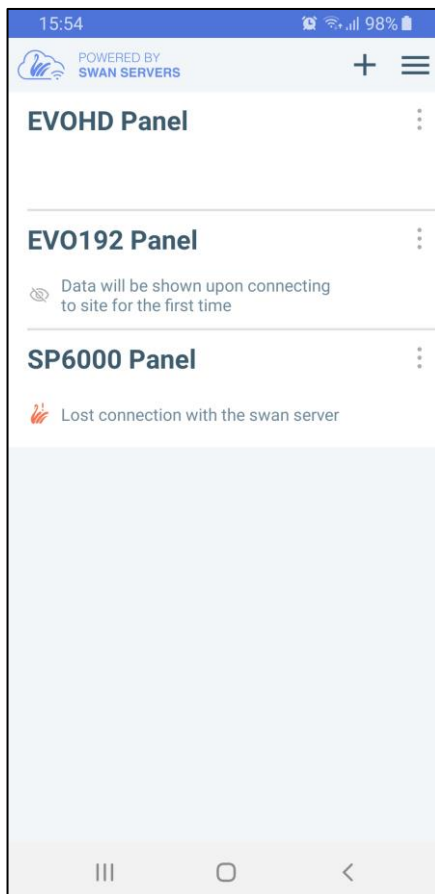 15:54
98%
POWERED BY
SWAN SERVERS
EVOHD Panel
EVO192 Panel
Data will be shown upon connecting
to site for the first time
SP6000 Panel
Lost connection with the swan server